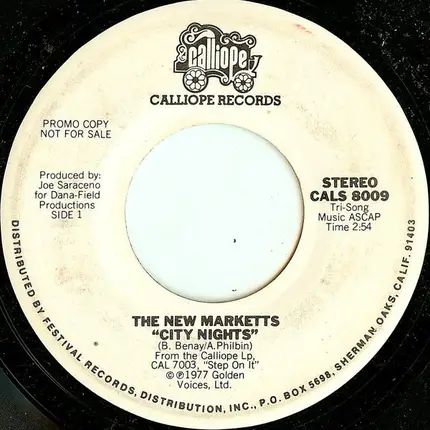 calliope
CALLIOPE RECORDS
PROMO COPY
NOT FOR SALE
Produced by:
Joe Saraceno
for Dana-Field
Productions
SIDE 1
STEREO
CALS 8009
Tri-Song
Music ASCAP
Time 2:54
THE NEW MARKETTS
"CITY NIGHTS"
(B. Benay/A.Philbin)
From the Calliope Lp,
CAL 7003, "Step On It"
©℗1977 Golden
Voices, Ltd.
DISTRIBUTED BY FESTIVAL RECORDS, DISTRIBUTION, INC., P.O. BOX 5698, SHERMAN OAKS, CALIF. 91403